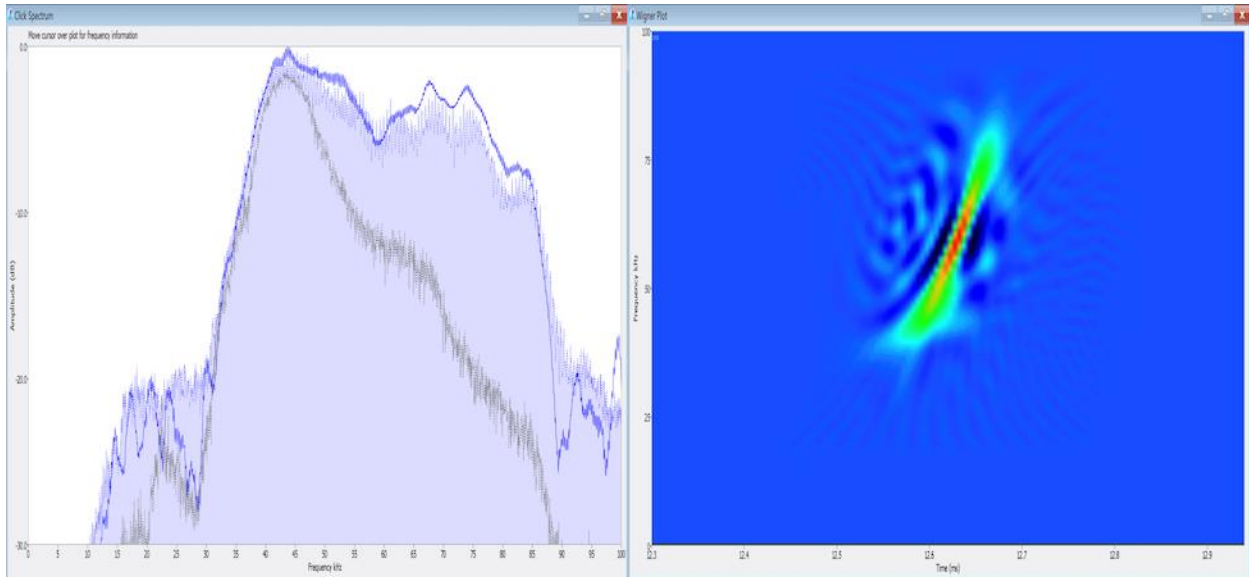 Click Spectrum
Move cursor over plot for frequency information
0.0
-10.0
-20.0
-30.0
Amplitude (dB)
0 5 10 15 20 25 30 35 40 45 50 55 60 65 70 75 80 85 90 95 100
Frequency kHz
Wigner Plot
100
75
50
25
0
Frequency kHz
12.3 12.4 12.5 12.6 12.7 12.8 12.9
Time (ms)